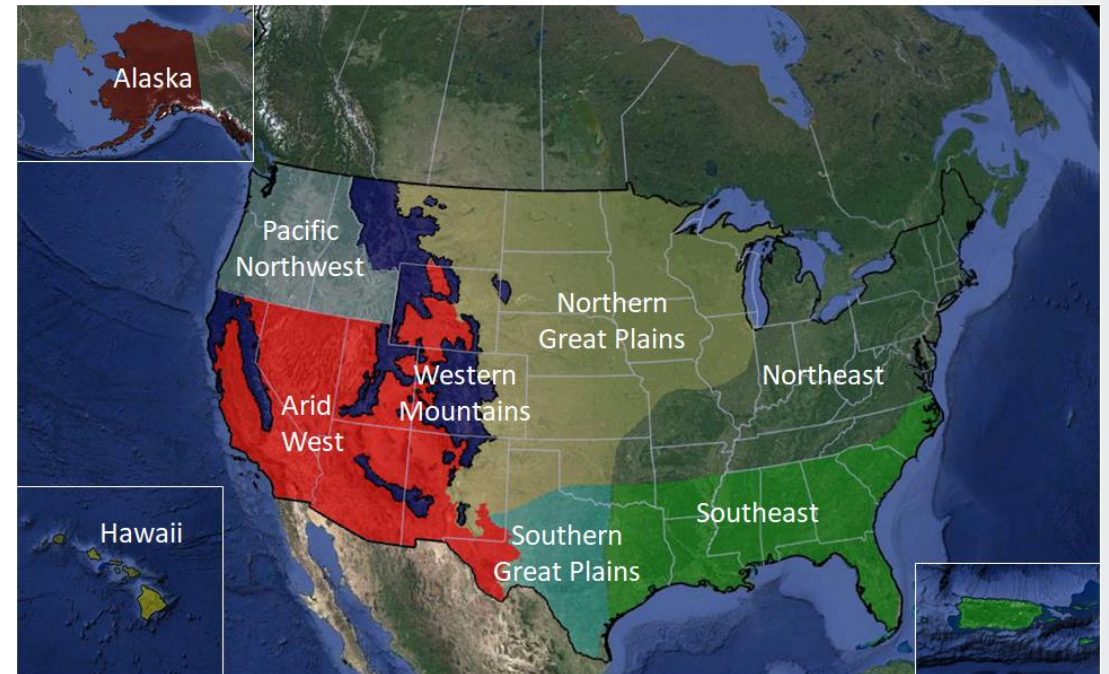 Alaska
Pacific
Northwest
Northern
Great Plains
Western
Mountains
Northeast
Arid
West
Southeast
Hawaii
Southern
Great Plains